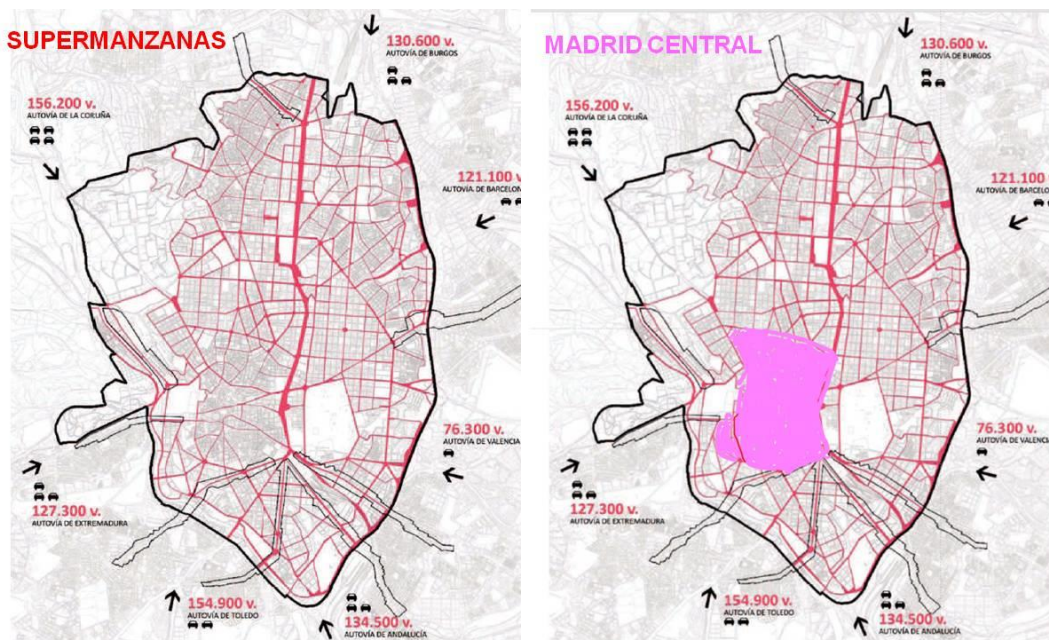 SUPERMANZANAS
130.600 v.
AUTOVÍA DE BURGOS
156.200 v.
AUTOVÍA DE LA CORUÑA
121.100
AUTOVÍA DE BARCELON
76.300 v.
AUTOVÍA DE VALENCIA
127.300 v.
AUTOVÍA DE EXTREMADURA
154.900 v.
AUTOVÍA DE TOLEDO
134.500 v.
AUTOVÍA DE ANDALUCÍA
MADRID CENTRAL
130.600 v.
AUTOVÍA DE BURGOS
156.200 v.
AUTOVÍA DE LA CORUÑA
121.100
AUTOVÍA DE BARCELO
76.300 v.
AUTOVÍA DE VALENCIA
127.300 v.
AUTOVÍA DE EXTREMADURA
154.900 v.
AUTOVÍA DE TOLEDO
134.500 v.
AUTOVÍA DE ANDALUCÍA